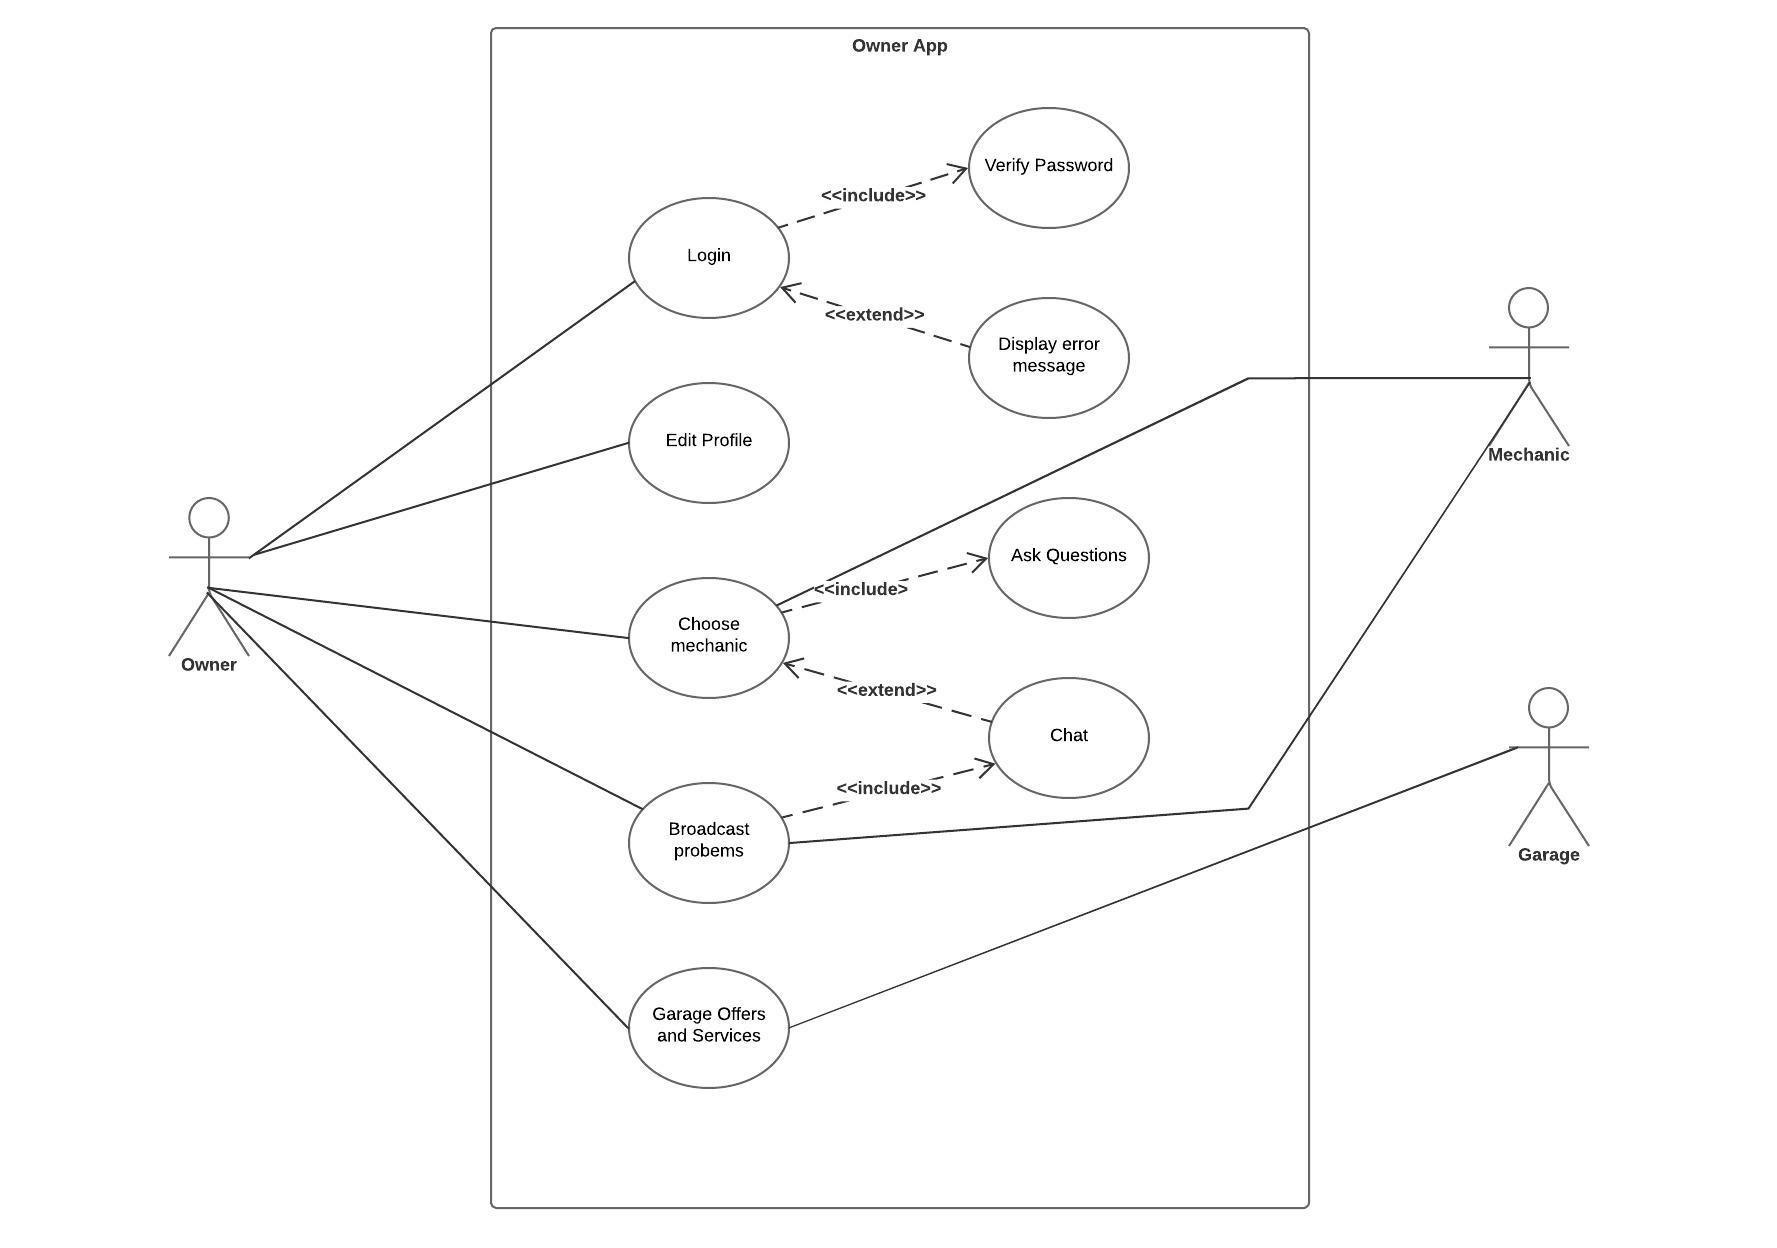 Owner App
Verify Password
<<include>>
Login
<<extend>>
Display error
message
Edit Profile
Mechanic
Ask Questions
<<include>
Choose
mechanic
Owner
<<extend>>
Chat
<<include>>
Broadcast
probems
Garage
Garage Offers
and Services